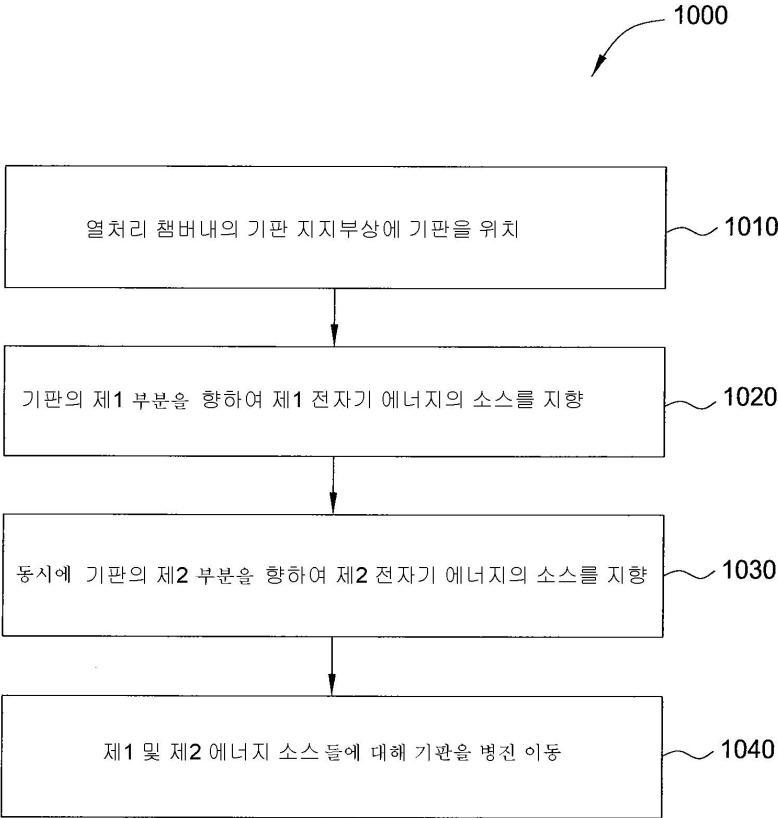 1000
열처리 챔버내의 기판 지지부상에 기판을 위치
1010
기판의 제1 부분을 향하여 제1 전자기 에너지의 소스를 지향
1020
동시에 기판의 제2 부분을 향하여 제2 전자기 에너지의 소스를 지향
1030
제1 및 제2 에너지 소스들에 대해 기판을 병진 이동
1040